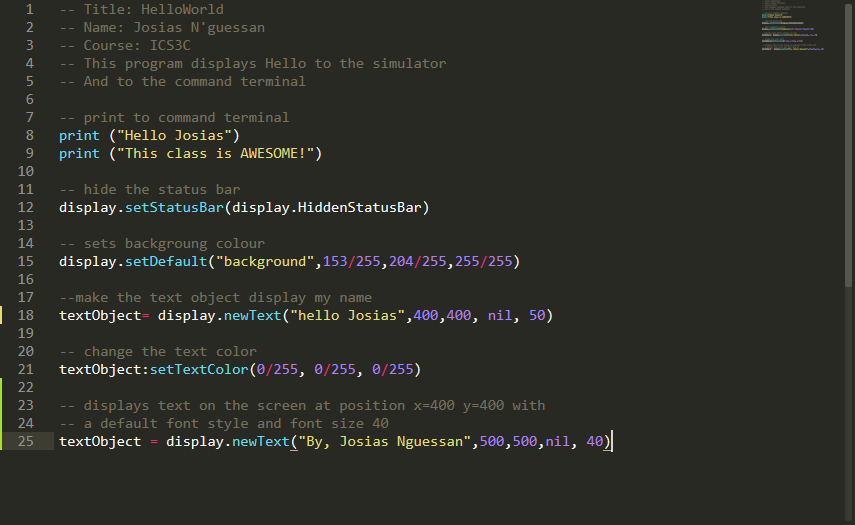 1 -- Title: HelloWorld
2 -- Name: Josias N'guessan
3 -- Course: ICS3C
4 -- This program displays Hello to the simulator
5 -- And to the command terminal
6
7 -- print to command terminal
8 print ("Hello Josias")
9 print ("This class is AWESOME!")
10
11 -- hide the status bar
12 display.setStatusBar(display.HiddenStatusBar)
13
14 -- sets backgroung colour
15 display.setDefault("background",153/255,204/255,255/255)
16
17 --make the text object display my name
18 textObject= display.newText("hello Josias",400,400, nil, 50)
19
20 -- change the text color
21 textObject:setTextColor(0/255, 0/255, 0/255)
22
23 -- displays text on the screen at position x=400 y=400 with
24 -- a default font style and font size 40
25 textObject = display.newText("By, Josias Nguessan",500,500,nil, 40)